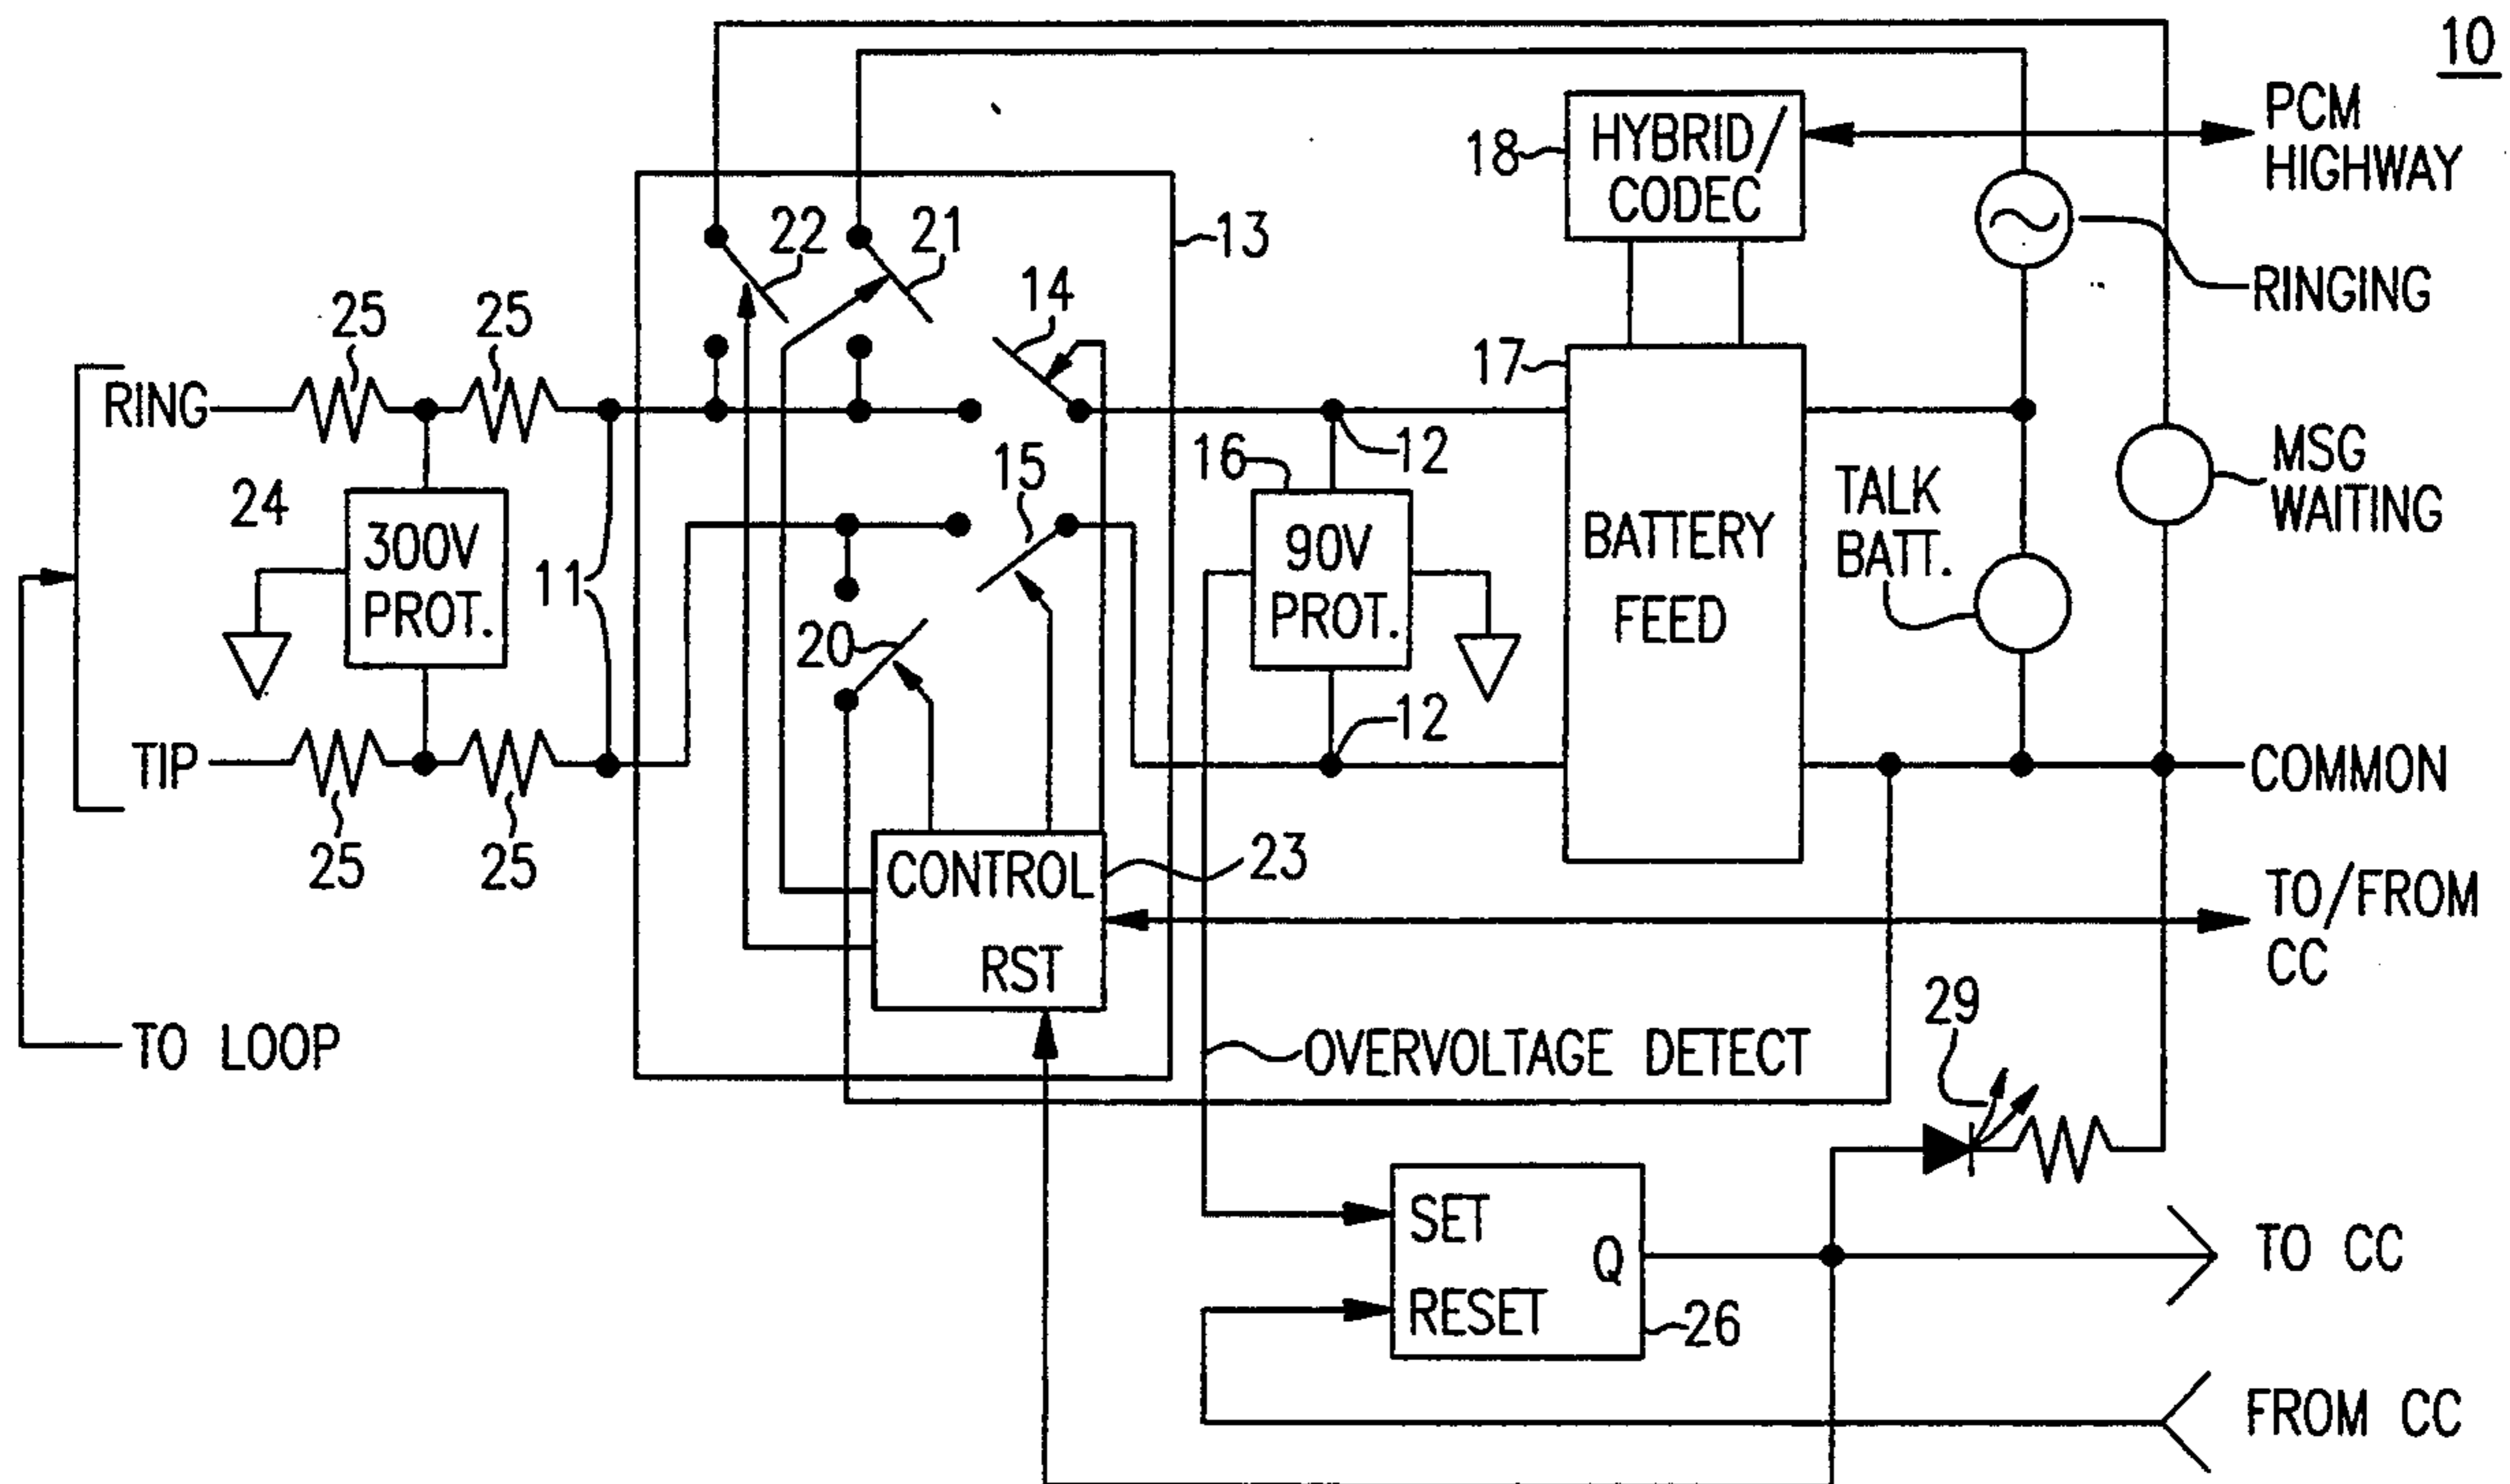 10
PCM
HIGHWAY
HYBRID/
CODEC
18
22
21
13
14
RINGING
25
25
17
RING
16
12
15
MSG
WAITING
TALK
BATT.
24
300V
PROT.
11
90V
PROT.
BATTERY
FEED
20
12
TIP
COMMON
25
25
CONTROL
RST
23
TO/FROM
CC
29
TO LOOP
OVERVOLTAGE DETECT
SET
Q
RESET
26
TO CC
FROM CC